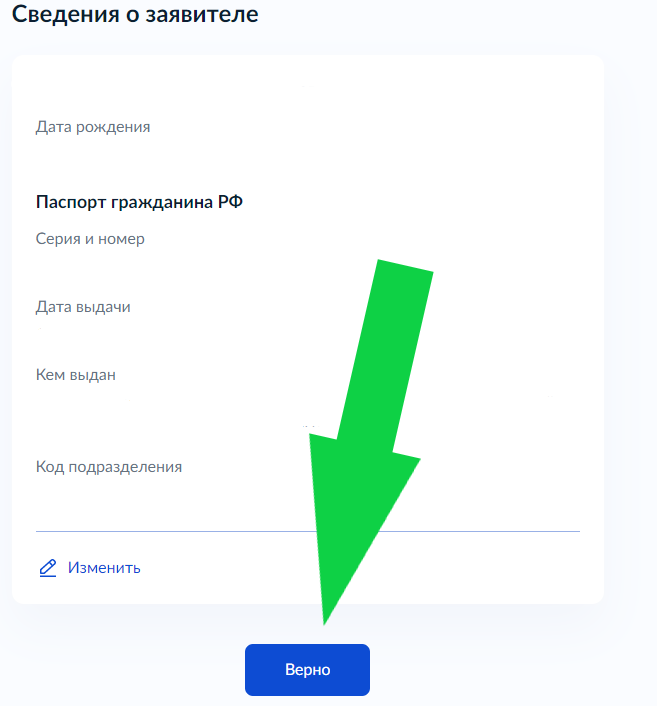 Сведения о заявителе
Дата рождения
Паспорт гражданина РФ
Серия и номер
Дата выдачи
Кем выдан
Код подразделения
Изменить
Верно